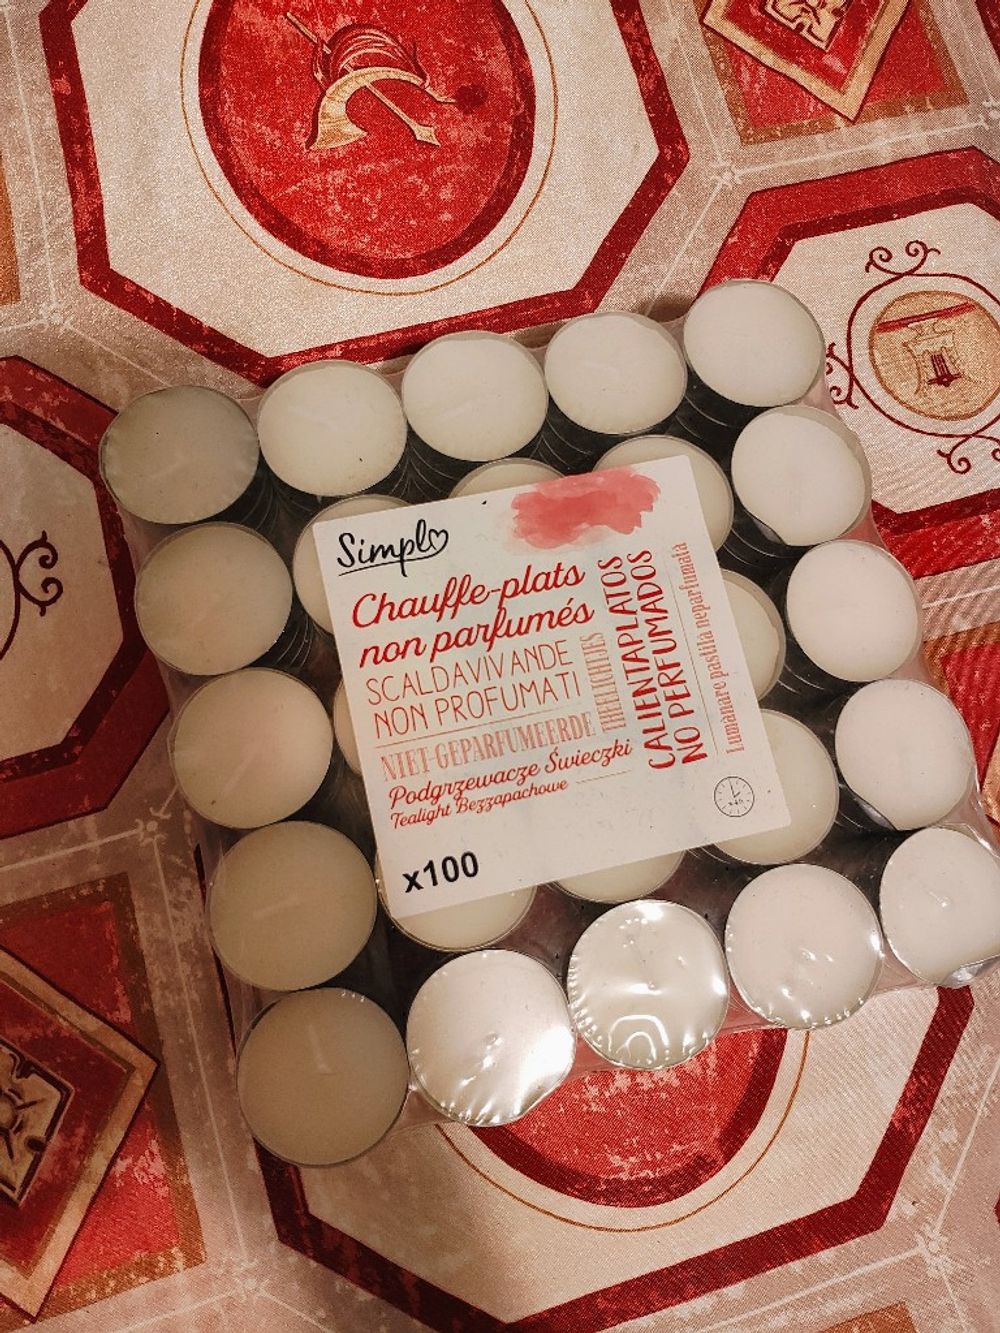 Simpl
Chauffe-plats
non parfumés
SCALDAVIVANDE
NON PROFUMATI
NIET-GEPARFUMEERDE
THEELICHTJES
Podgrzewacze Świeczki
Tealight Bezzapachowe
CALIENTAPLATOS
NO PERFUMADOS
Lumânare pastilă neparfumată
x100